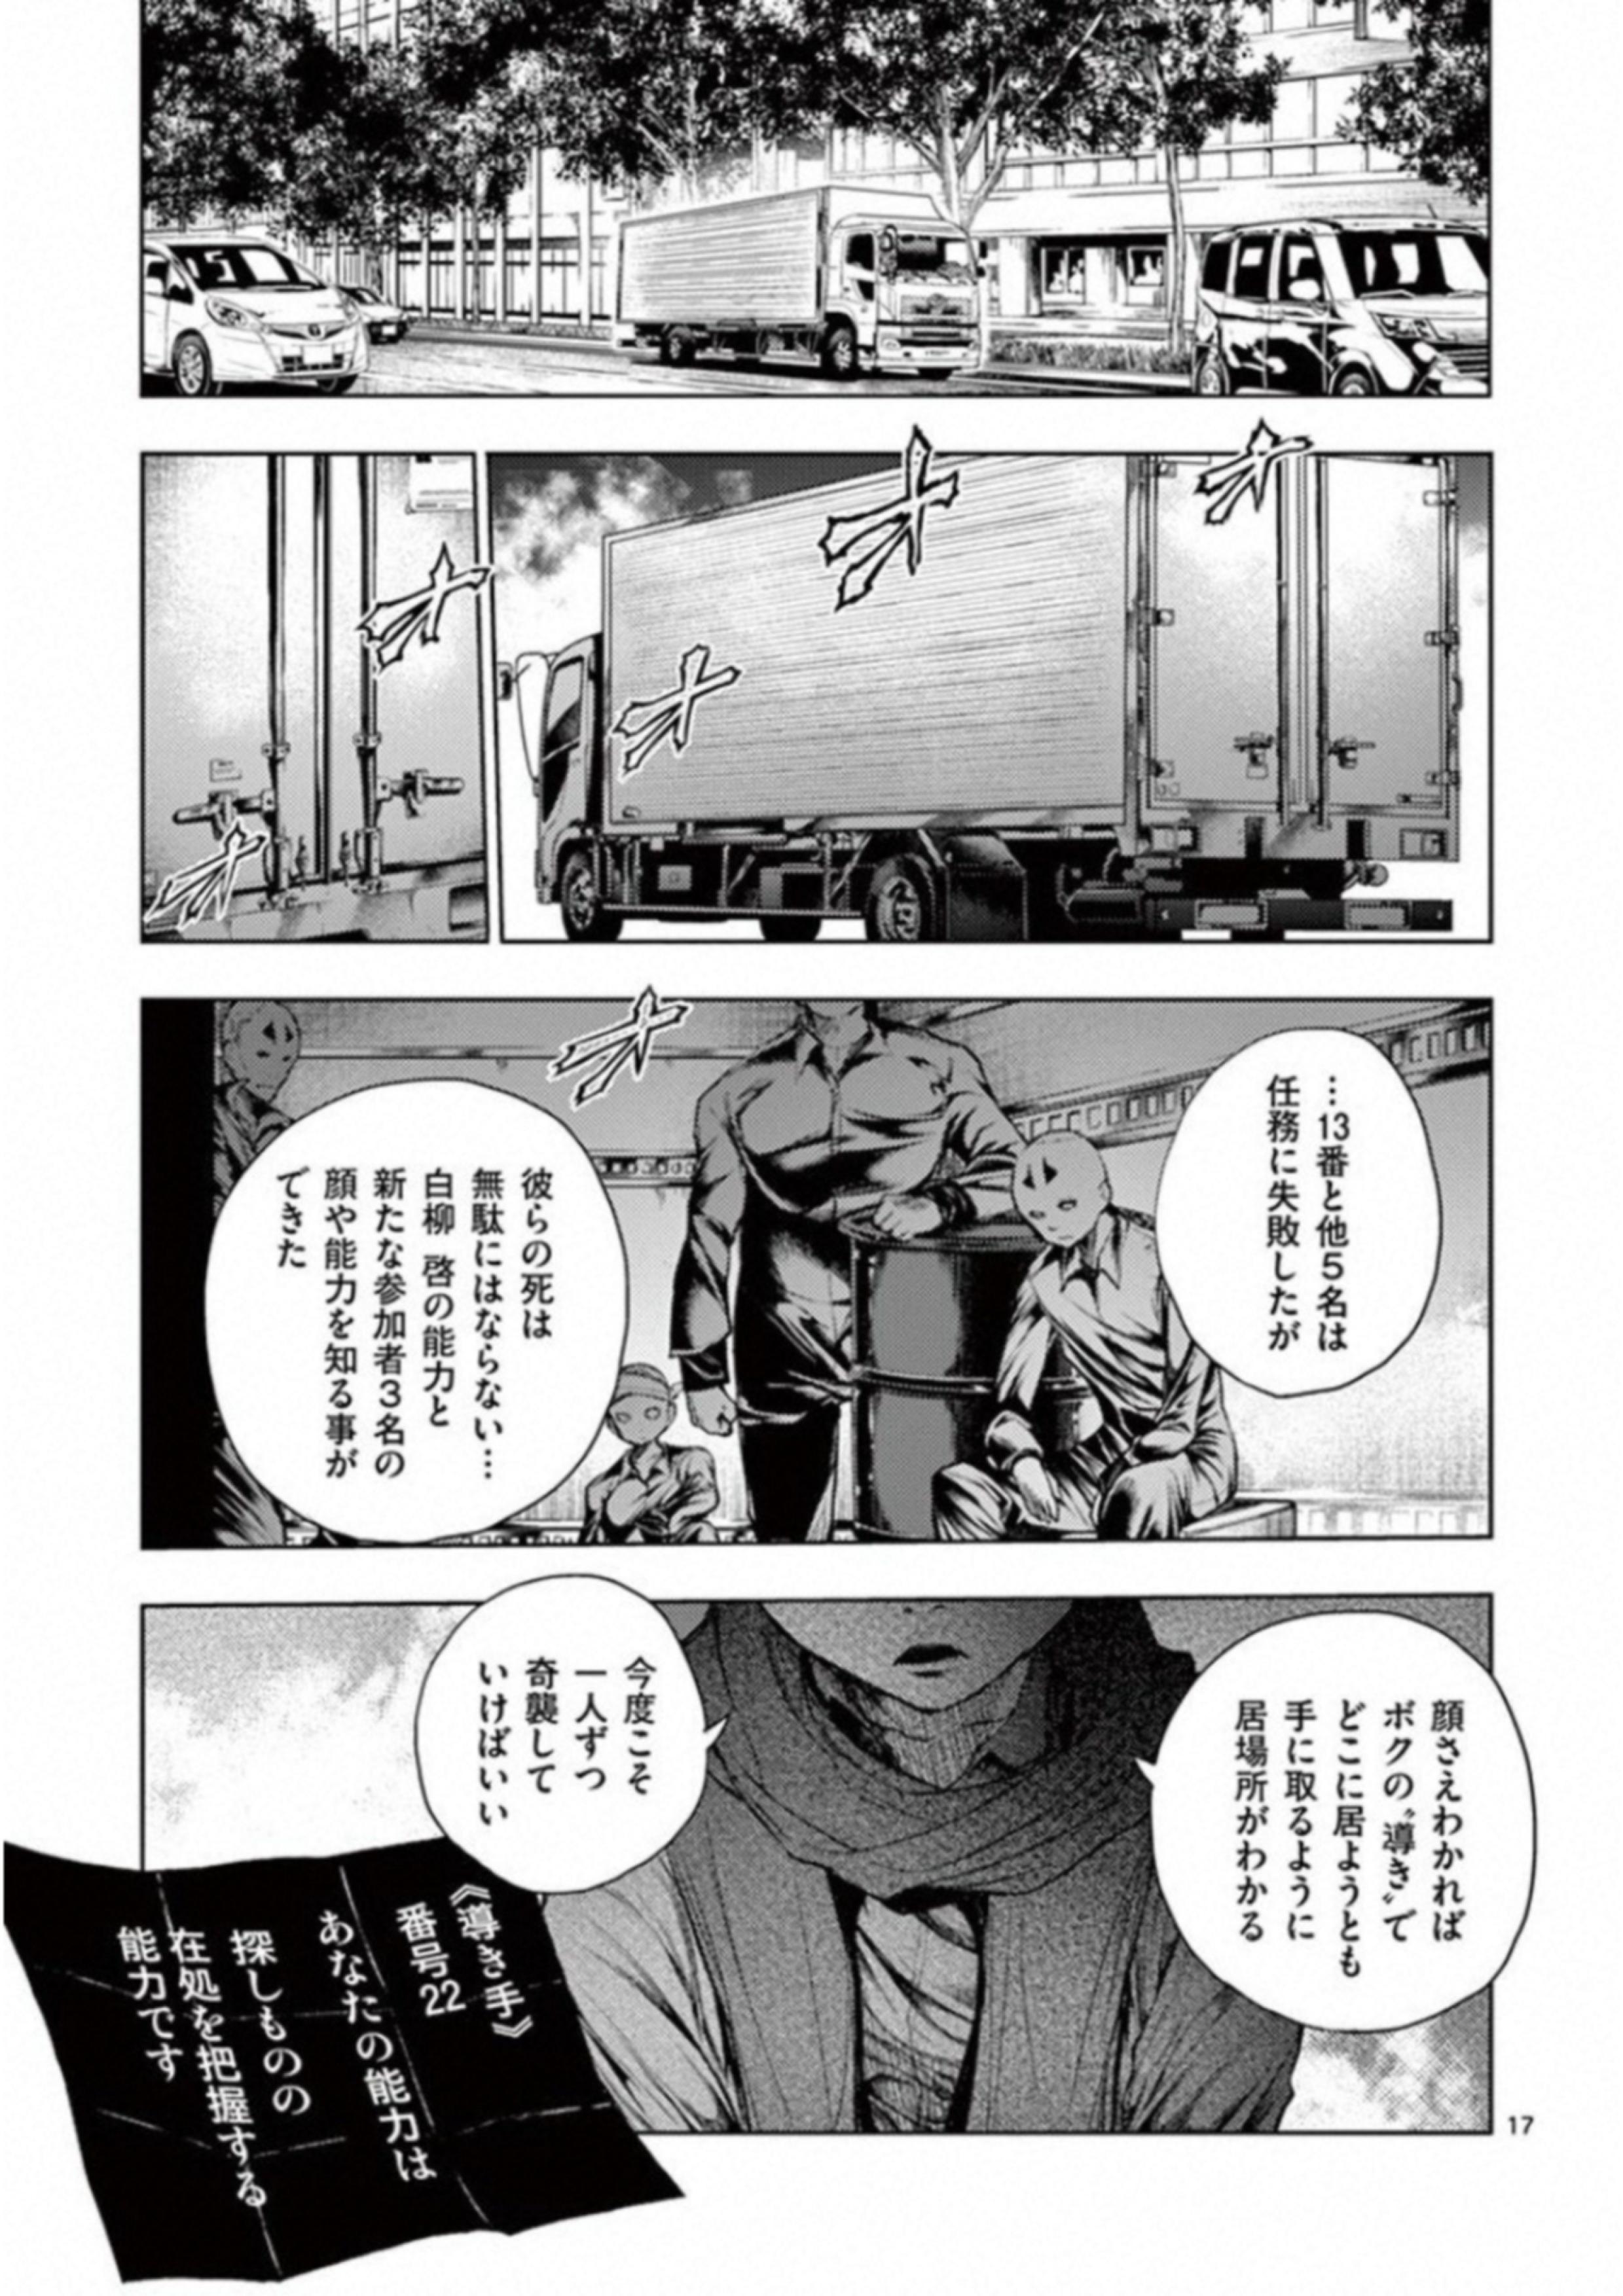 オ
オ
オ
オ
オ
オ
…13番と他5名は
任務に失敗したが
彼らの死は
無駄にはならない…
白柳 啓の能力と
新たな参加者3名の
顔や能力を知る事が
できた
顔さえわかれば
ボクの〝導き〟で
どこに居ようとも
手に取るように
居場所がわかる
今度こそ
一人ずつ
奇襲して
いけばいい
《導き手》
番号22
あなたの能力は
探しものの
在処を把握する
能力です
17